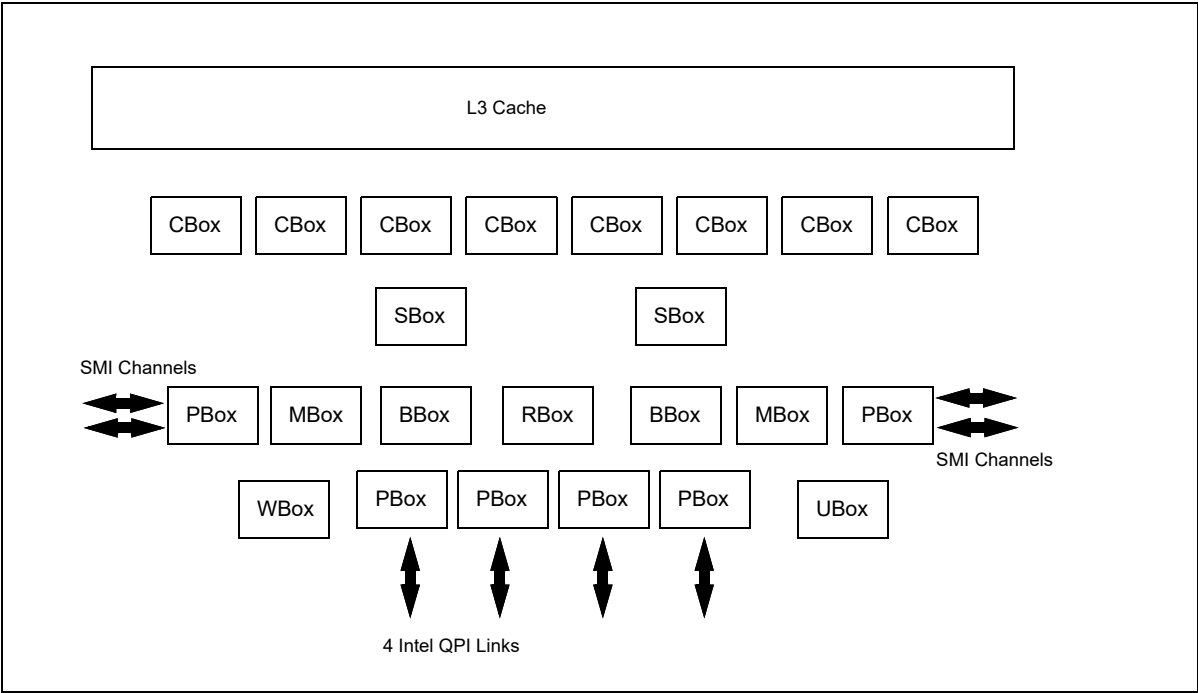 L3 Cache
CBox CBox CBox CBox CBox CBox CBox CBox
SBox SBox
SMI Channels
PBox MBox BBox RBox BBox MBox PBox
SMI Channels
WBox PBox PBox PBox PBox UBox
4 Intel QPI Links